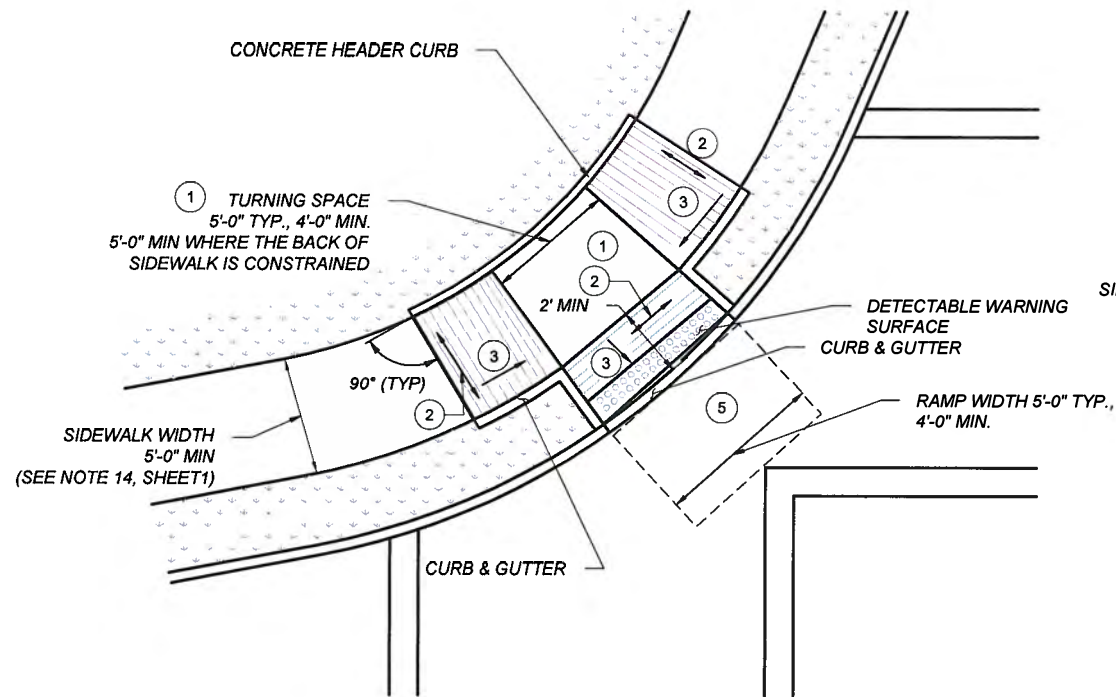 CONCRETE HEADER CURB
2
1 TURNING SPACE
5'-0" TYP., 4'-0" MIN.
5'-0" MIN WHERE THE BACK OF
SIDEWALK IS CONSTRAINED
3
1
2
2' MIN
SI
DETECTABLE WARNING
SURFACE
CURB & GUTTER
3
3
90° (TYP)
2
5
RAMP WIDTH 5'-0" TYP.,
4'-0" MIN.
SIDEWALK WIDTH
5'-0" MIN
(SEE NOTE 14, SHEET1)
CURB & GUTTER